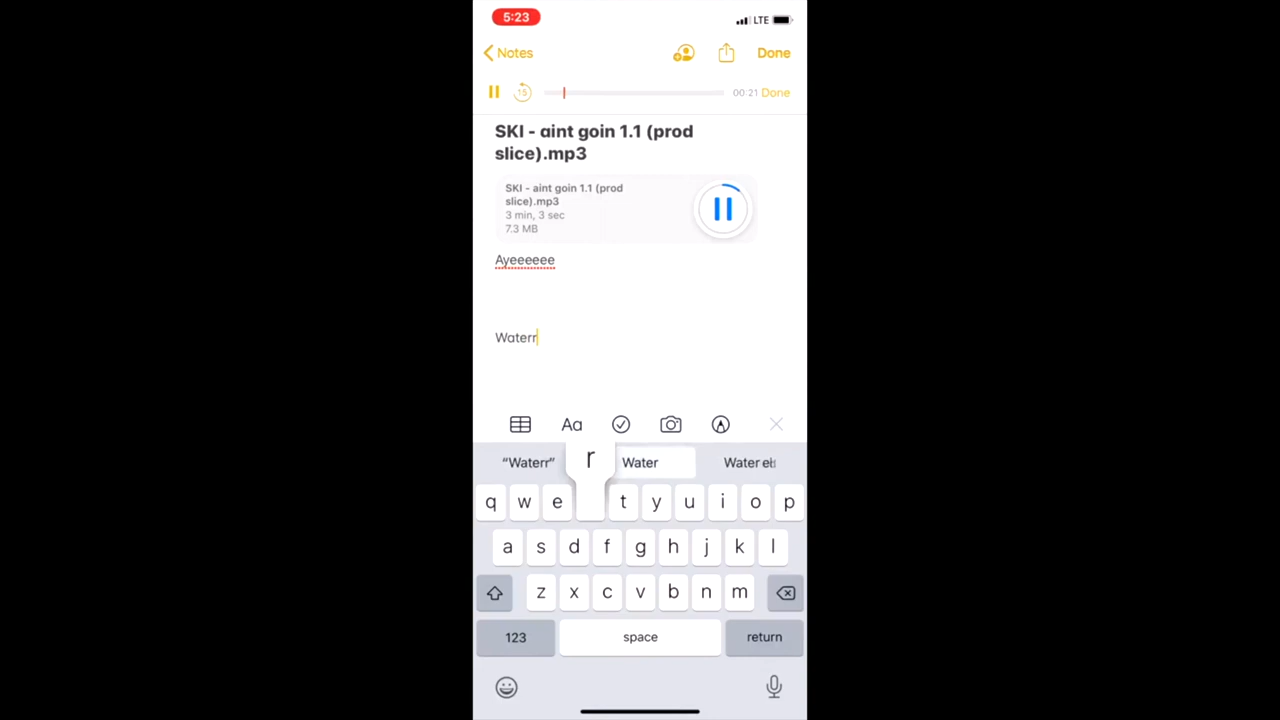 5:23
LTE
Notes
Done
15
00:21 Done
SKI - aint goin 1.1 (prod
slice).mp3
SKI - aint goin 1.1 (prod
slice).mp3
3 min, 3 sec
7.3 MB
Ayeeeeee
Waterr
Aa
"Waterr"
r
Water
q w e t y u i o p
a s d f g h j k l
z x c v b n m
123
space
return